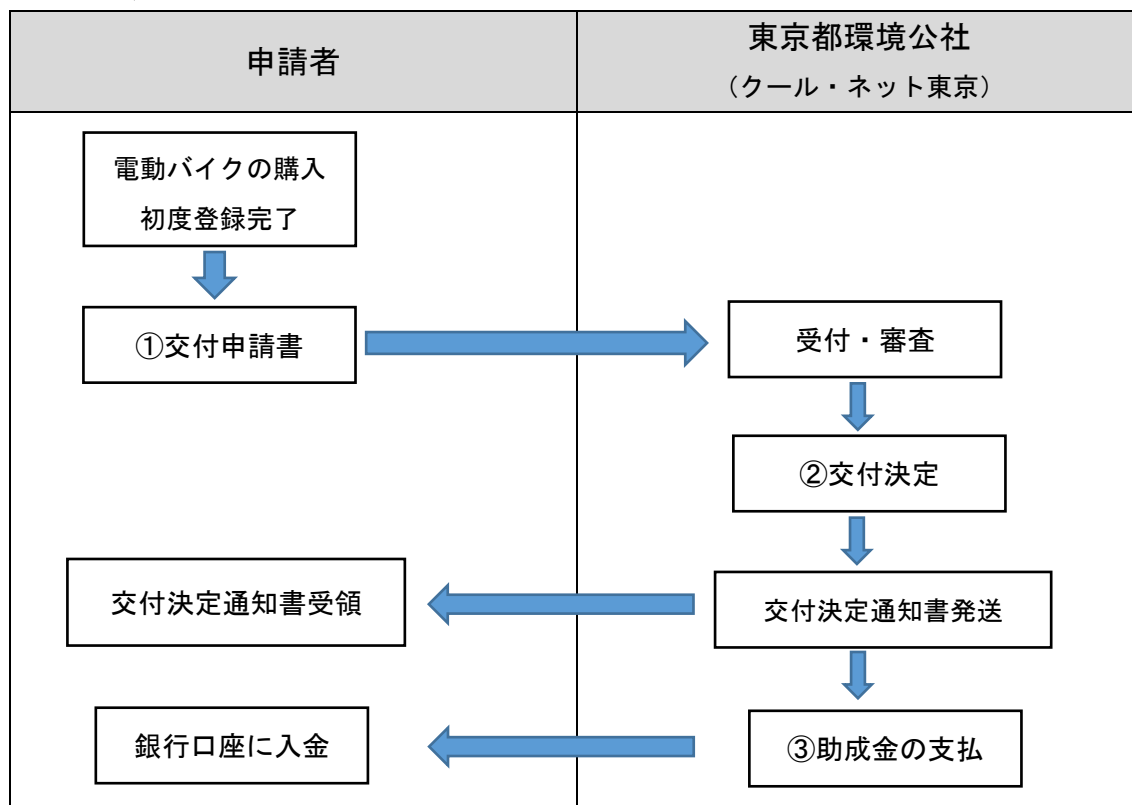 申請者
東京都環境公社
（クール・ネット東京）
電動バイクの購入
初度登録完了
①交付申請書
受付・審査
②交付決定
交付決定通知書受領
交付決定通知書発送
銀行口座に入金
③助成金の支払